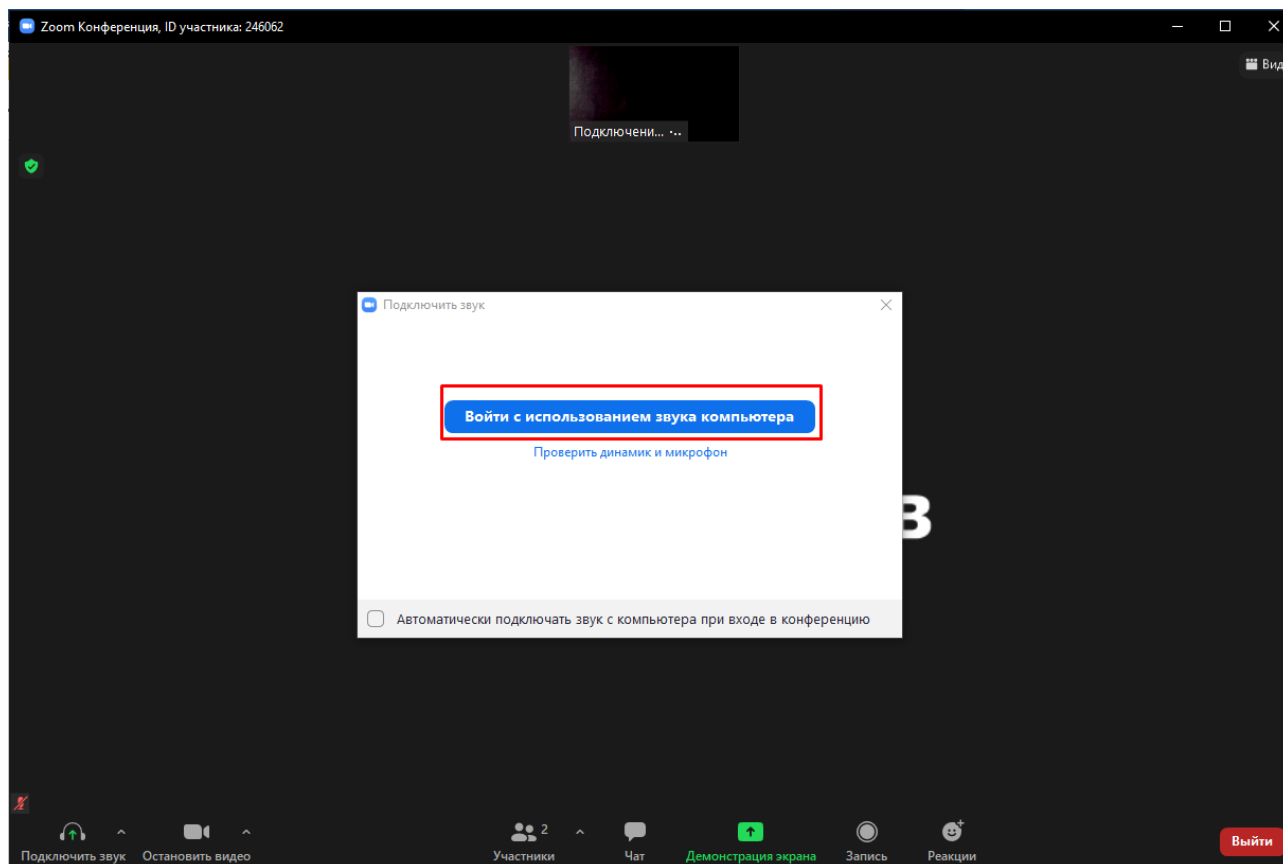 Zoom Конференция, ID участника: 246062
Вид
Подключени...
Подключить звук
Войти с использованием звука компьютера
Проверить динамик и микрофон
в
Автоматически подключать звук с компьютера при входе в конференцию
2
Подключить звук Остановить видео Участники Чат Демонстрация экрана Запись Реакции Выйти